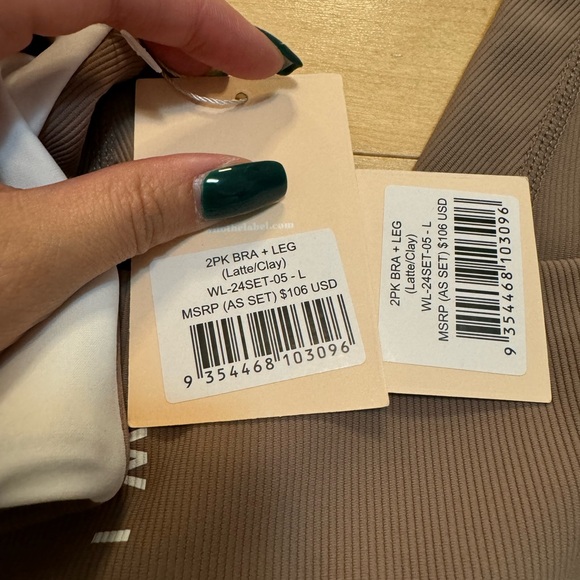 2PK BRA + LEG
(Latte/Clay)
WL-24SET-05 - L
MSRP (AS SET) $106 USD
9 354468 103096
2PK BRA + LEG
(Latte/Clay)
WL-24SET-05 - L
MSRP (AS SET) $106 USD
9 354468 103096